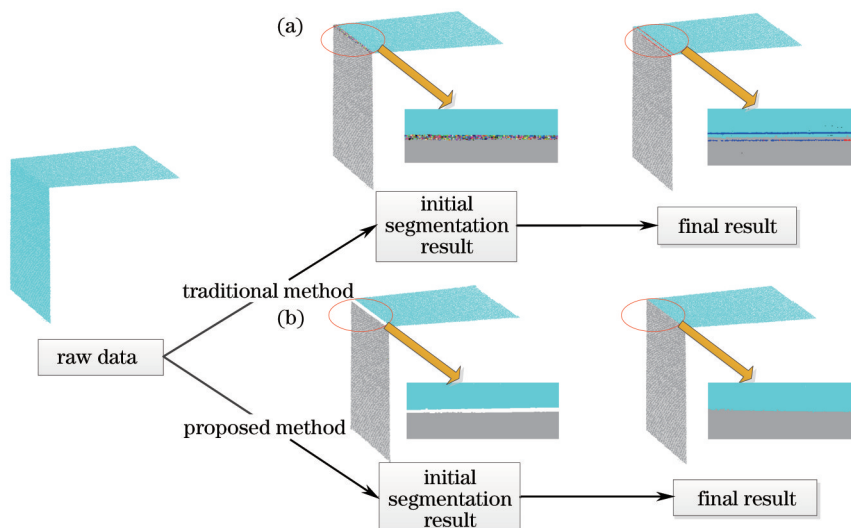 (a)
initial
segmentation
result
final result
traditional method
(b)
raw data
proposed method
initial
segmentation
result
final result